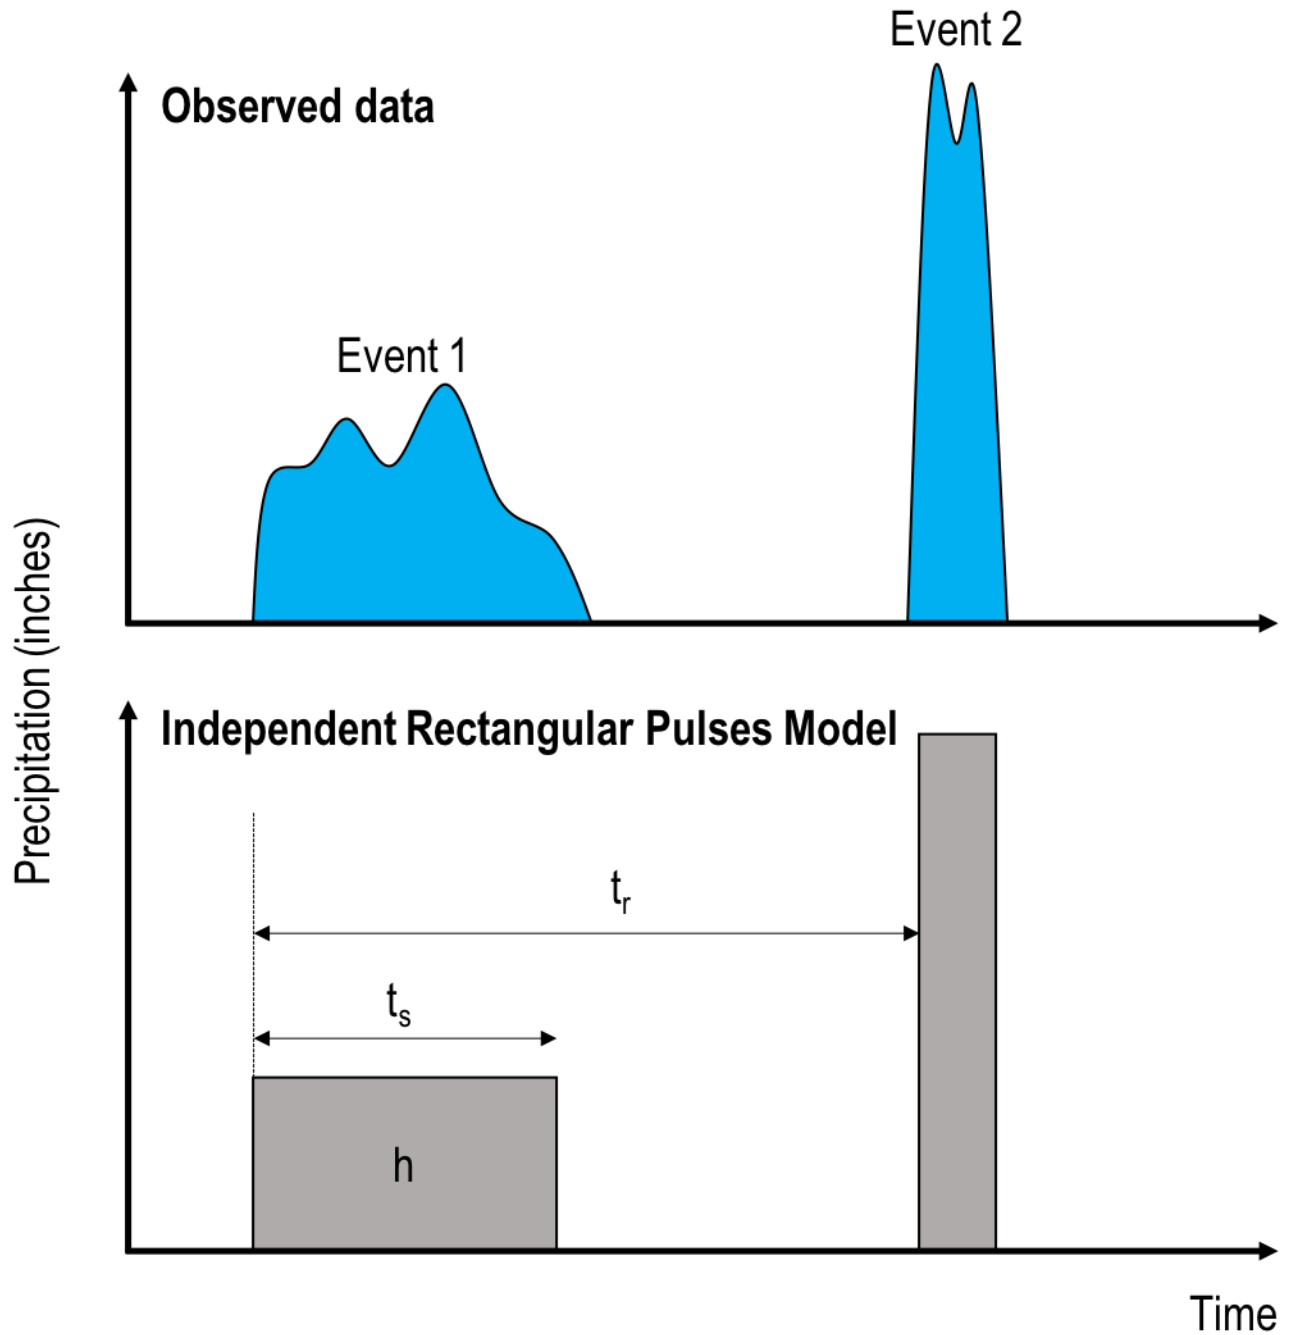 Event 2
Observed data
Event 1
Precipitation (inches)
Independent Rectangular Pulses Model
tr
ts
h
Time